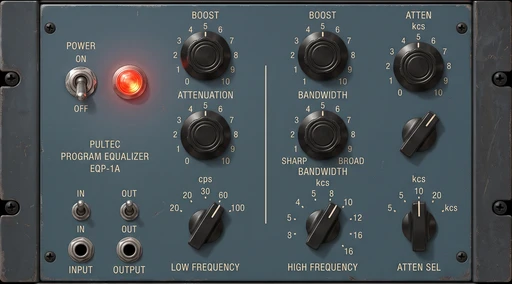 POWER
ON
OFF
PULTEC
PROGRAM EQUALIZER
EQP-1A
IN
OUT
IN
OUT
INPUT
OUTPUT
BOOST
0 1 2 3 4 5 6 7 8 9 10
ATTENUATION
0 1 2 3 4 5 6 7 8 9 10
cps
20 20 30 60 100
LOW FREQUENCY
BOOST
0 1 2 3 4 5 6 7 8 9 10
BANDWIDTH
1 2 3 4 5 6 7 8 9
SHARP BROAD
BANDWIDTH
kcs
5 4 5 8 10 12 16 16
HIGH FREQUENCY
ATTEN
kcs
0 1 2 3 4 5 6 7 8 9 10
kcs
5 5 10 20 kcs
ATTEN SEL